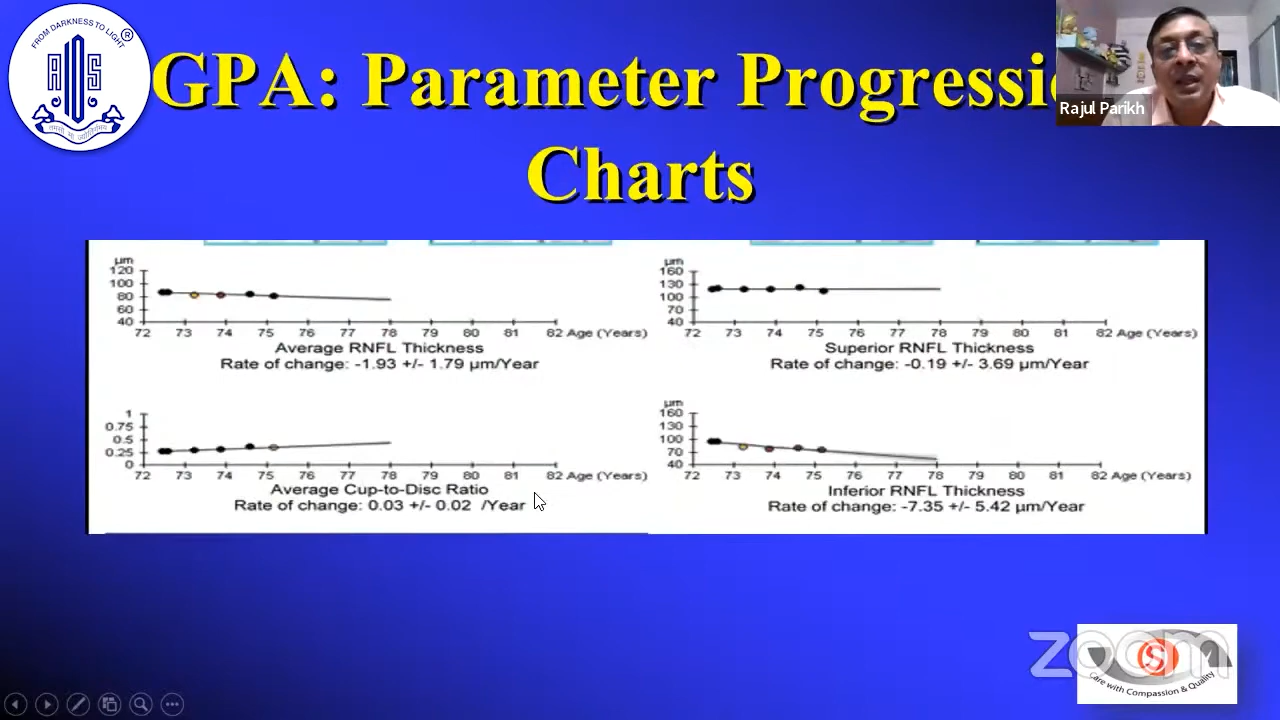 FROM DARKNESS TO LIGHT
®
AIOS
तमसो मा ज्योतिर्गमय
GPA: Parameter Progressi
Charts
Rajul Parikh
µm
120
100
80
60
40
72 73 74 75 76 77 78 79 80 81 82 Age (Years)
Average RNFL Thickness
Rate of change: -1.93 +/- 1.79 µm/Year
µm
160
130
100
70
40
72 73 74 75 76 77 78 79 80 81 82 Age (Years)
Superior RNFL Thickness
Rate of change: -0.19 +/- 3.69 µm/Year
1
0.75
0.5
0.25
0
72 73 74 75 76 77 78 79 80 81 82 Age (Years)
Average Cup-to-Disc Ratio
Rate of change: 0.03 +/- 0.02 /Year
µm
160
130
100
70
40
72 73 74 75 76 77 78 79 80 81 82 Age (Years)
Inferior RNFL Thickness
Rate of change: -7.35 +/- 5.42 µm/Year
zoom
S
Care with Compassion & Quality